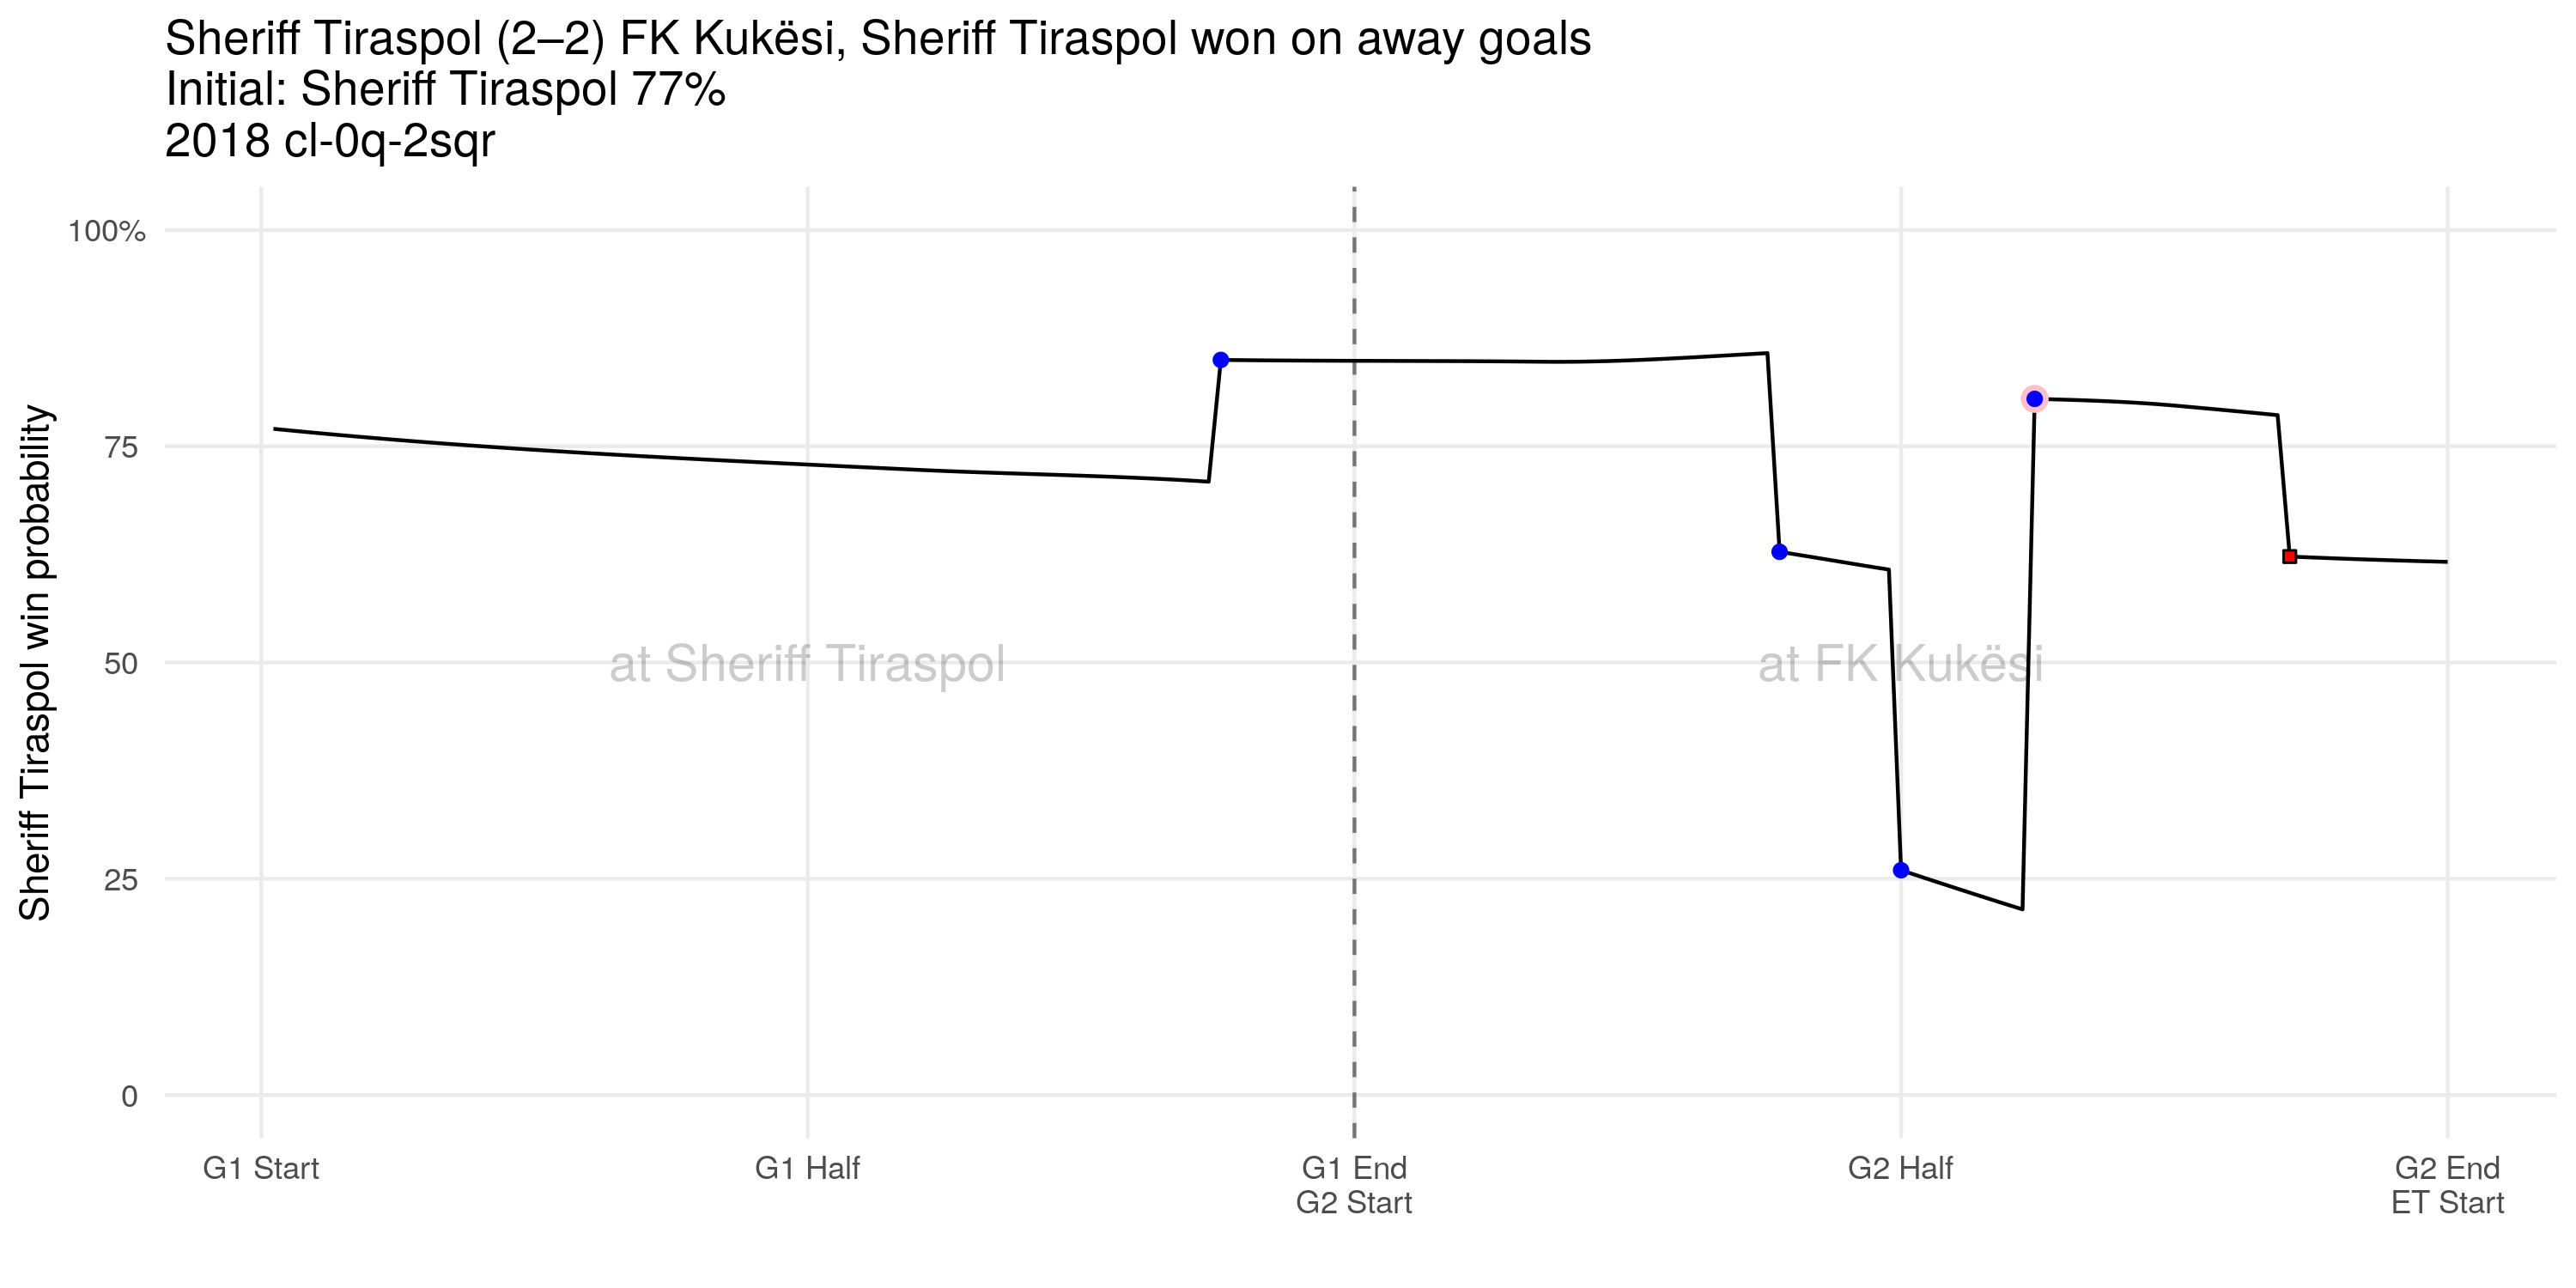 Sheriff Tiraspol (2–2) FK Kukësi, Sheriff Tiraspol won on away goals
Initial: Sheriff Tiraspol 77%
2018 cl-0q-2sqr
Sheriff Tiraspol win probability
100%
75
50
25
0
at Sheriff Tiraspol
at FK Kukësi
G1 Start
G1 Half
G1 End
G2 Start
G2 Half
G2 End
ET Start